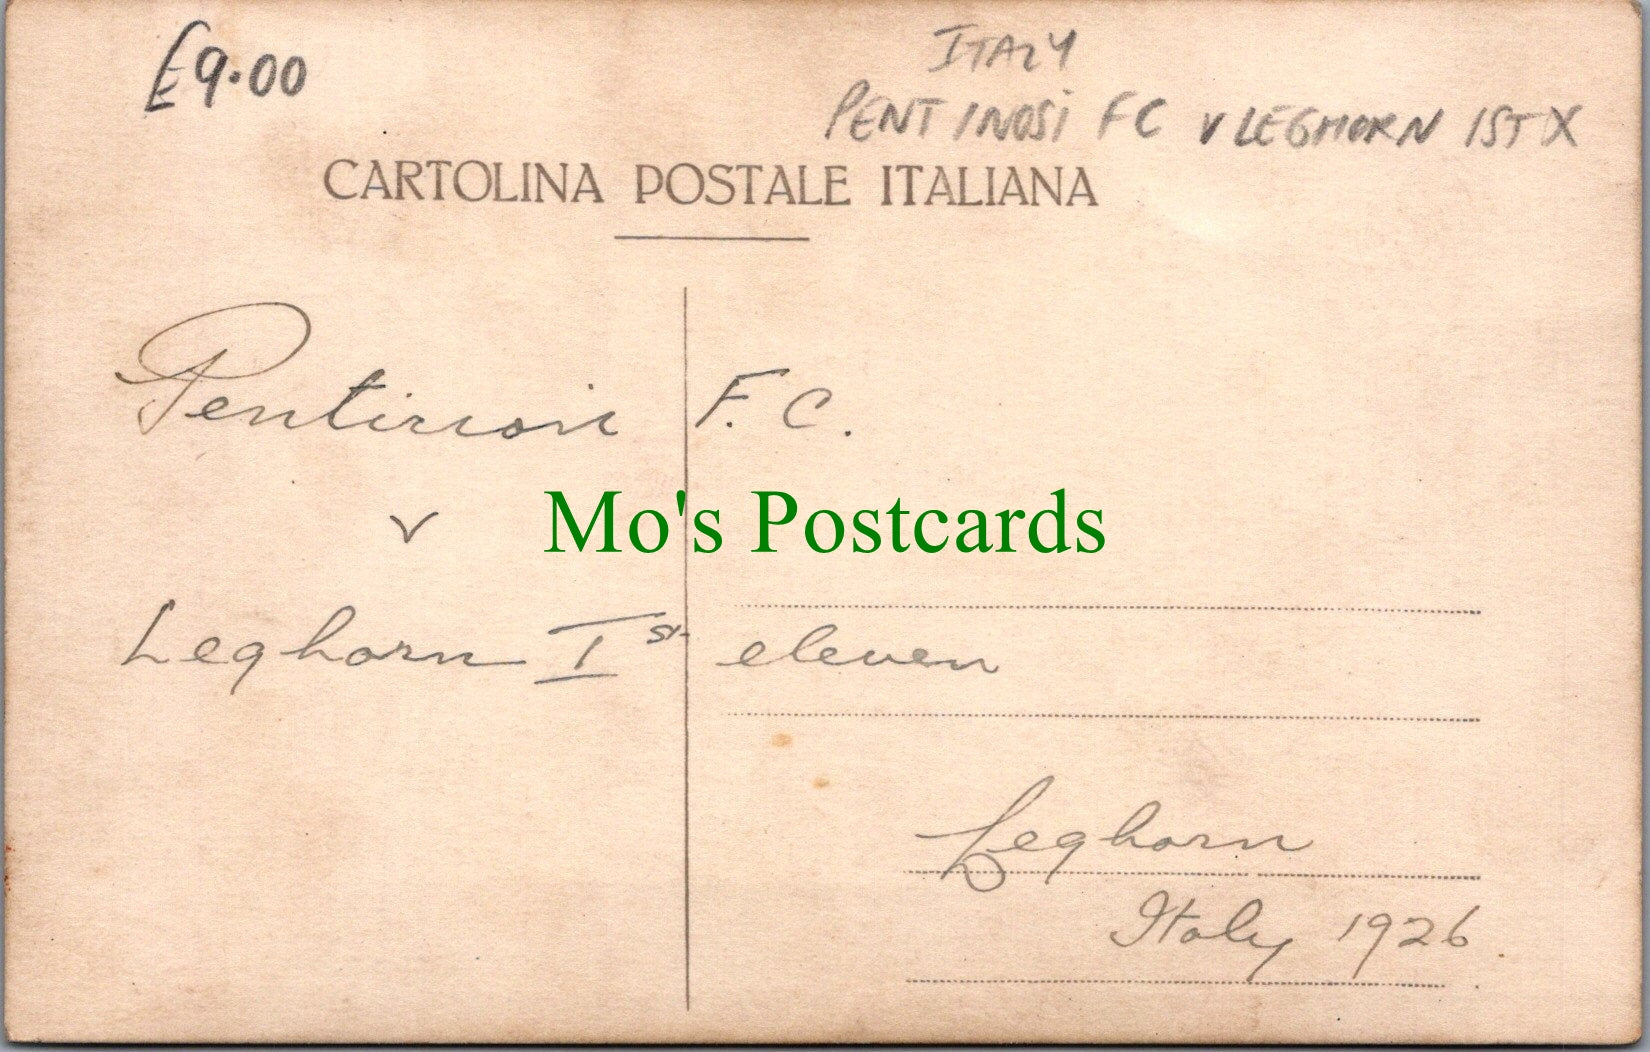 £9.00
ITALY
PENTINOSI FC V LEGHORN 1ST X
CARTOLINA POSTALE ITALIANA
Pentinosi F.C.
v
Mo's Postcards
Leghorn Ist eleven
Leghorn
Italy 1926.